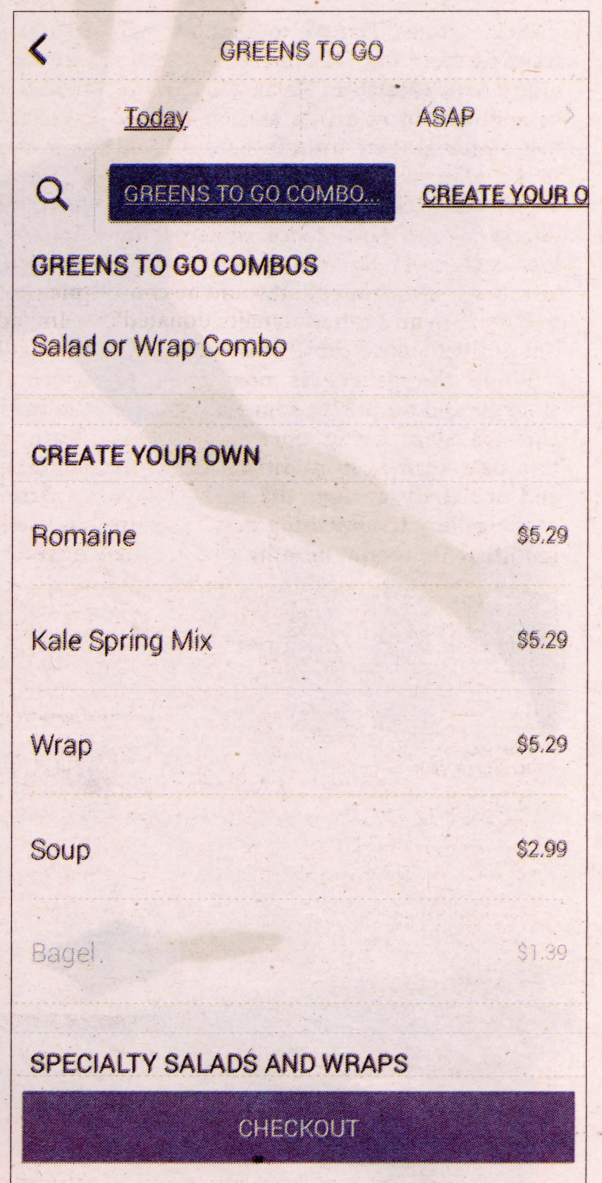 GREENS TO GO
Today ASAP
GREENS TO GO COMBO... CREATE YOUR O
GREENS TO GO COMBOS
Salad or Wrap Combo
CREATE YOUR OWN
Romaine $5.29
Kale Spring Mix $5.29
Wrap $5.29
Soup $2.99
Bagel $1.39
SPECIALTY SALADS AND WRAPS
CHECKOUT